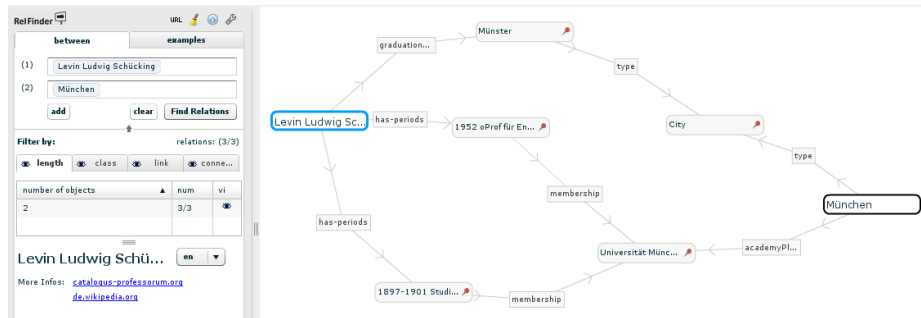 RelFinder
URL
between
examples
(1) Levin Ludwig Schücking
(2) München
add
clear
Find Relations
Filter by:
relations: (3/3)
length
class
link
conne...
number of objects
num
vi
2
3/3
Levin Ludwig Schü...
en
More Infos: catalogus-professorum.org
de.wikipedia.org
Münster
graduation...
type
Levin Ludwig Sc...
has-periods
1952 oProf für En...
City
type
membership
München
has-periods
Universität Münc...
academyPl...
1897-1901 Studi...
membership